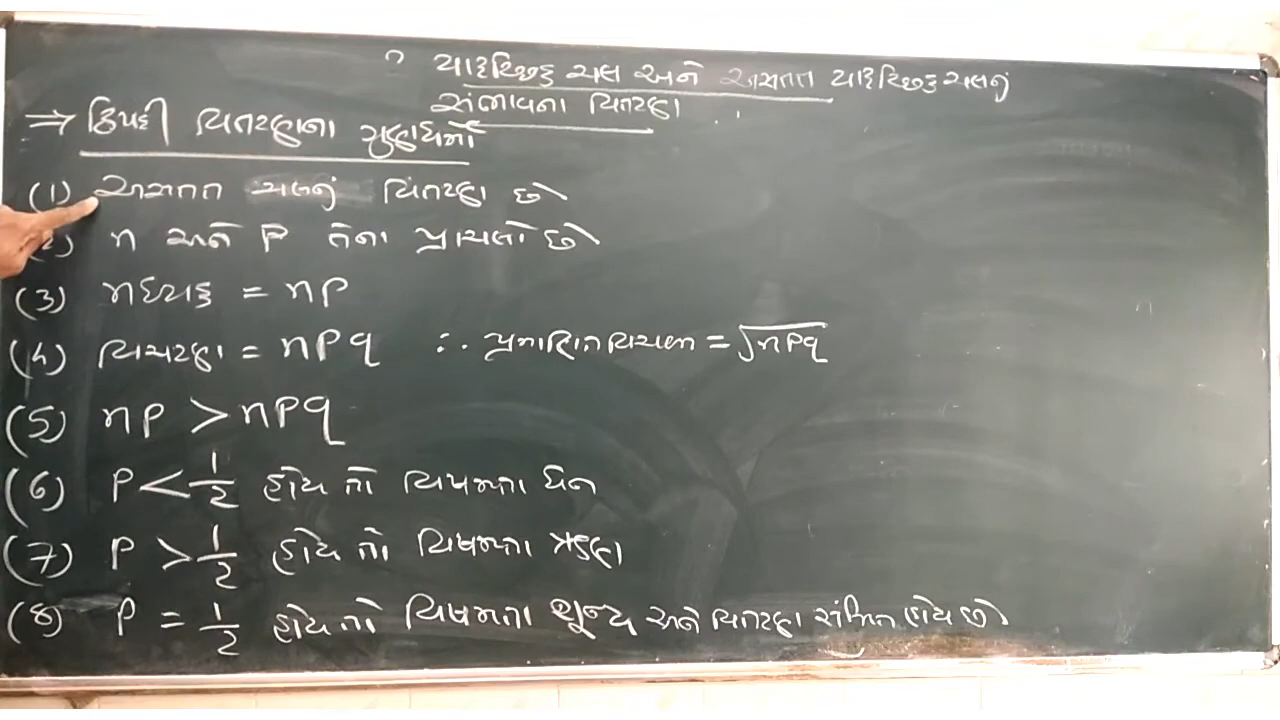 યાદૃચ્છિક ચલ અને અસતત યાદૃચ્છિક ચલનું
સંભાવના વિતરણ
⇒ દ્વિપદી વિતરણના ગુણધર્મો
(1) અસતત ચલનું વિતરણ છે
(2) n અને P તેના પ્રાચલો છે
(3) મધ્યક = nP
(4) વિચરણ = nPq ∴ પ્રમાણિત વિચલન = √nPq
(5) nP > nPq
(6) P < 1/2 હોય તો વિષમતા ધન
(7) P > 1/2 હોય તો વિષમતા ઋણ
(8) P = 1/2 હોય તો વિષમતા શૂન્ય અને વિતરણ સંમિત હોય છે